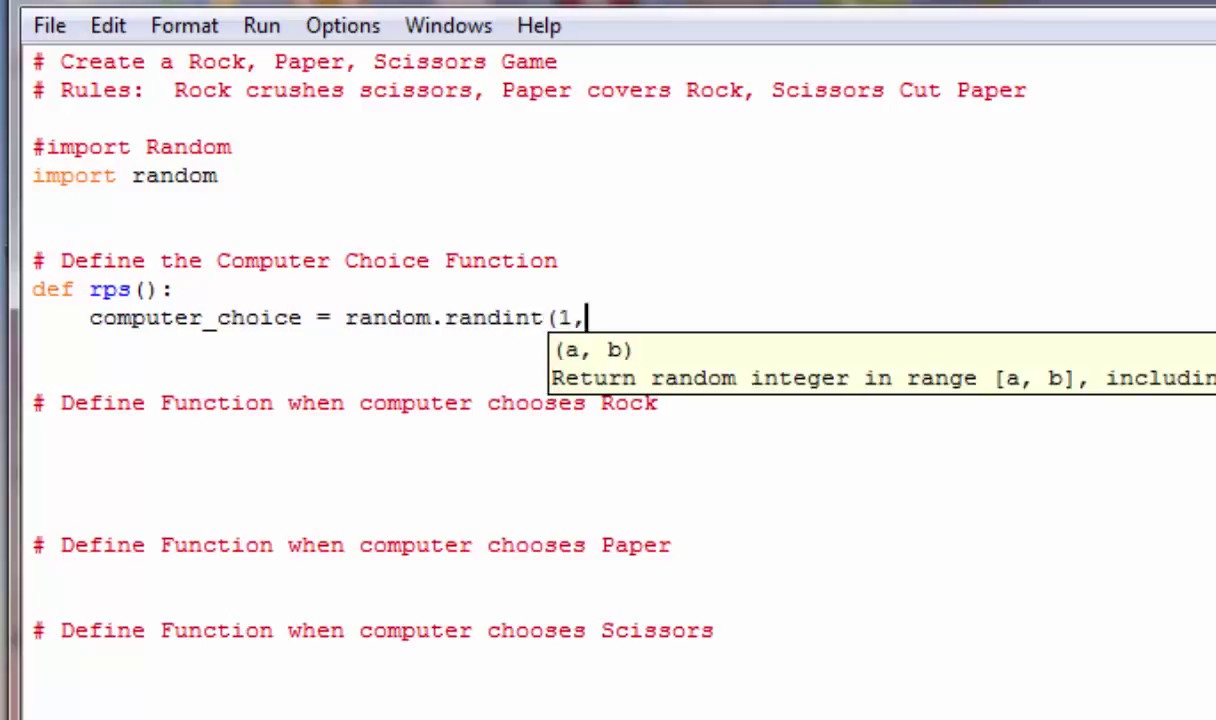 File Edit Format Run Options Windows Help
# Create a Rock, Paper, Scissors Game
# Rules:  Rock crushes scissors, Paper covers Rock, Scissors Cut Paper
#import Random
import random
# Define the Computer Choice Function
def rps():
    computer_choice = random.randint(1,
(a, b)
Return random integer in range [a, b], includin
# Define Function when computer chooses Rock
# Define Function when computer chooses Paper
# Define Function when computer chooses Scissors